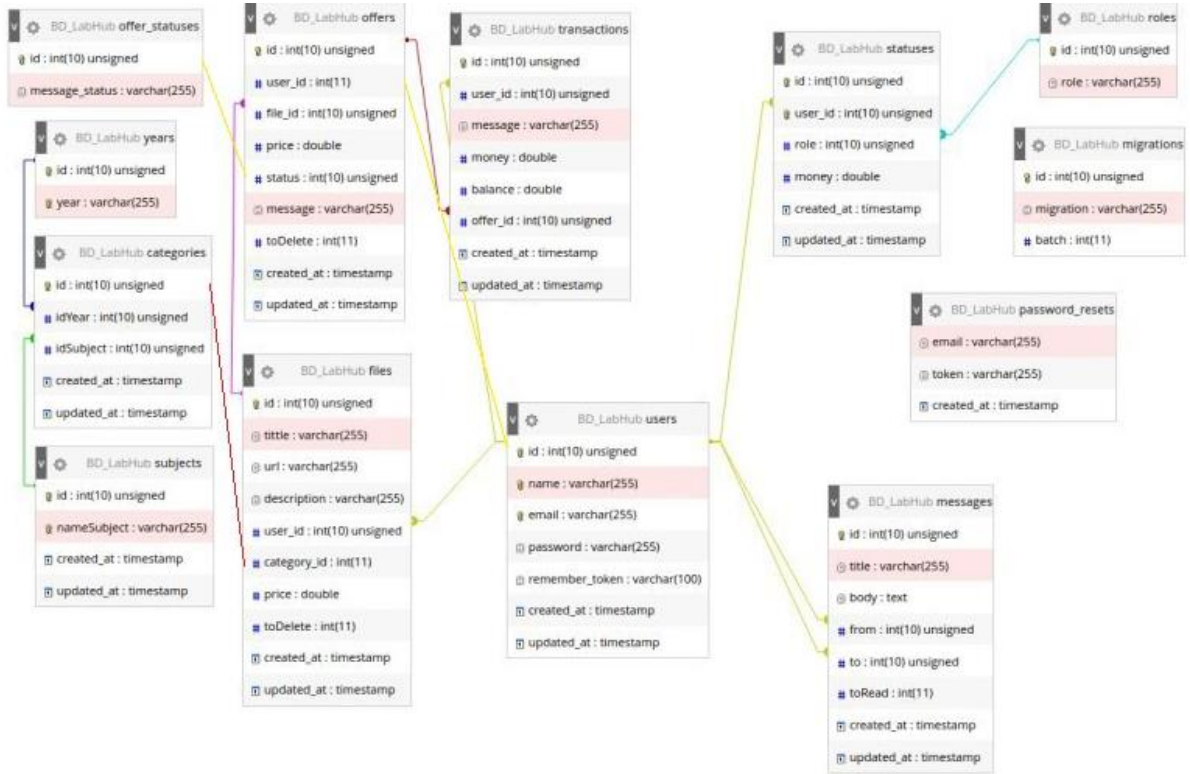 BD_LabHub offer_statuses
id : int(10) unsigned
message_status : varchar(255)
BD_LabHub years
id : int(10) unsigned
year : varchar(255)
BD_LabHub categories
id : int(10) unsigned
idYear : int(10) unsigned
idSubject : int(10) unsigned
created_at : timestamp
updated_at : timestamp
BD_LabHub subjects
id : int(10) unsigned
nameSubject : varchar(255)
created_at : timestamp
updated_at : timestamp
BD_LabHub offers
id : int(10) unsigned
user_id : int(11)
file_id : int(10) unsigned
price : double
status : int(10) unsigned
message : varchar(255)
toDelete : int(11)
created_at : timestamp
updated_at : timestamp
BD_LabHub files
id : int(10) unsigned
tittle : varchar(255)
url : varchar(255)
description : varchar(255)
user_id : int(10) unsigned
category_id : int(11)
price : double
toDelete : int(11)
created_at : timestamp
updated_at : timestamp
BD_LabHub transactions
id : int(10) unsigned
user_id : int(10) unsigned
message : varchar(255)
money : double
balance : double
offer_id : int(10) unsigned
created_at : timestamp
updated_at : timestamp
BD_LabHub users
id : int(10) unsigned
name : varchar(255)
email : varchar(255)
password : varchar(255)
remember_token : varchar(100)
created_at : timestamp
updated_at : timestamp
BD_LabHub statuses
id : int(10) unsigned
user_id : int(10) unsigned
role : int(10) unsigned
money : double
created_at : timestamp
updated_at : timestamp
BD_LabHub roles
id : int(10) unsigned
role : varchar(255)
BD_LabHub migrations
id : int(10) unsigned
migration : varchar(255)
batch : int(11)
BD_LabHub password_resets
email : varchar(255)
token : varchar(255)
created_at : timestamp
BD_LabHub messages
id : int(10) unsigned
title : varchar(255)
body : text
from : int(10) unsigned
to : int(10) unsigned
toRead : int(11)
created_at : timestamp
updated_at : timestamp